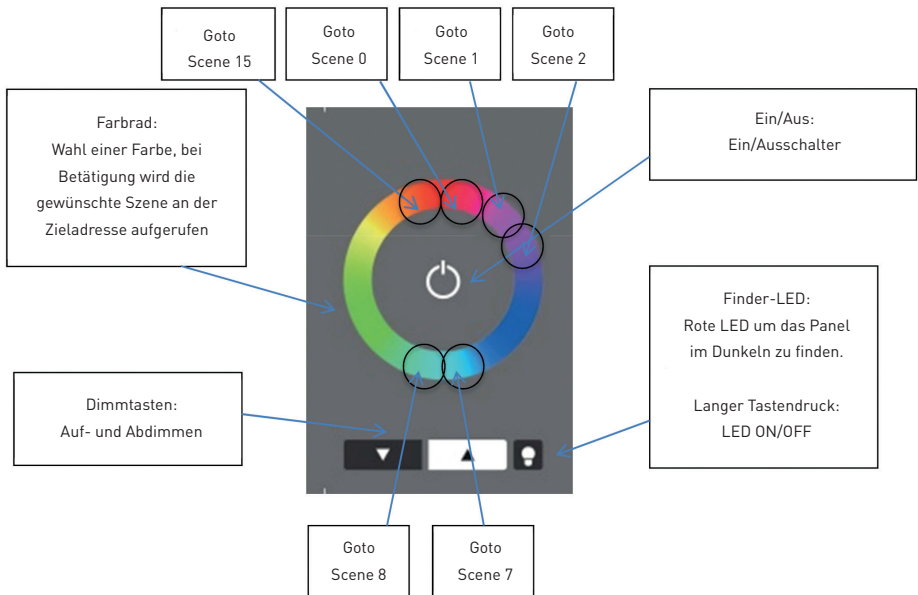 Goto
Scene 15
Goto
Scene 0
Goto
Scene 1
Goto
Scene 2
Farbrad:
Wahl einer Farbe, bei
Betätigung wird die
gewünschte Szene an der
Zieladresse aufgerufen
Ein/Aus:
Ein/Ausschalter
Finder-LED:
Rote LED um das Panel
im Dunkeln zu finden.
Langer Tastendruck:
LED ON/OFF
Dimmtasten:
Auf- und Abdimmen
Goto
Scene 8
Goto
Scene 7